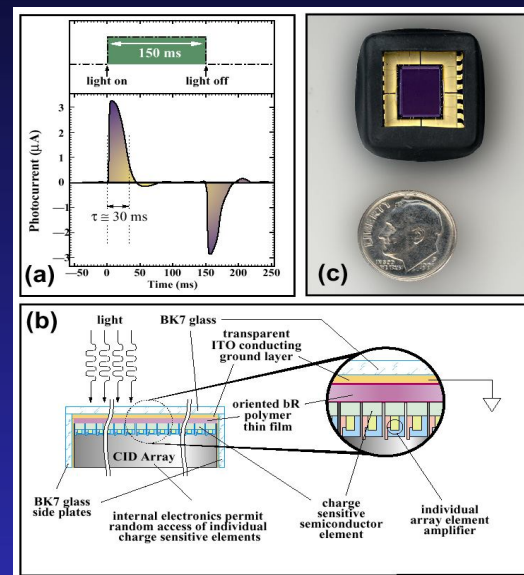 150 ms
light on
light off
Photocurrent (μA)
3
2
1
0
−1
−2
−3
τ ≅ 30 ms
−50 0 50 100 150 200 250
Time (ms)
(a)
LIBERTY
(c)
(b)
light
BK7 glass
transparent
ITO conducting
ground layer
oriented bR
polymer
thin film
CID Array
BK7 glass
side plates
internal electronics permit
random access of individual
charge sensitive elements
charge
sensitive
semiconductor
element
individual
array element
amplifier